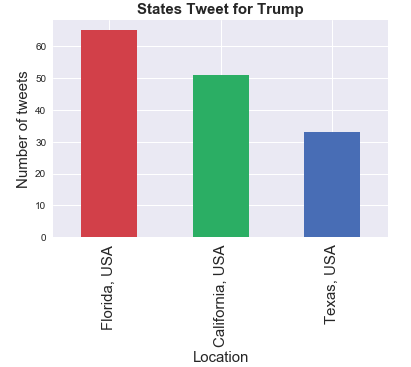 States Tweet for Trump
Number of tweets
60
50
40
30
20
10
0
Florida, USA
California, USA
Texas, USA
Location